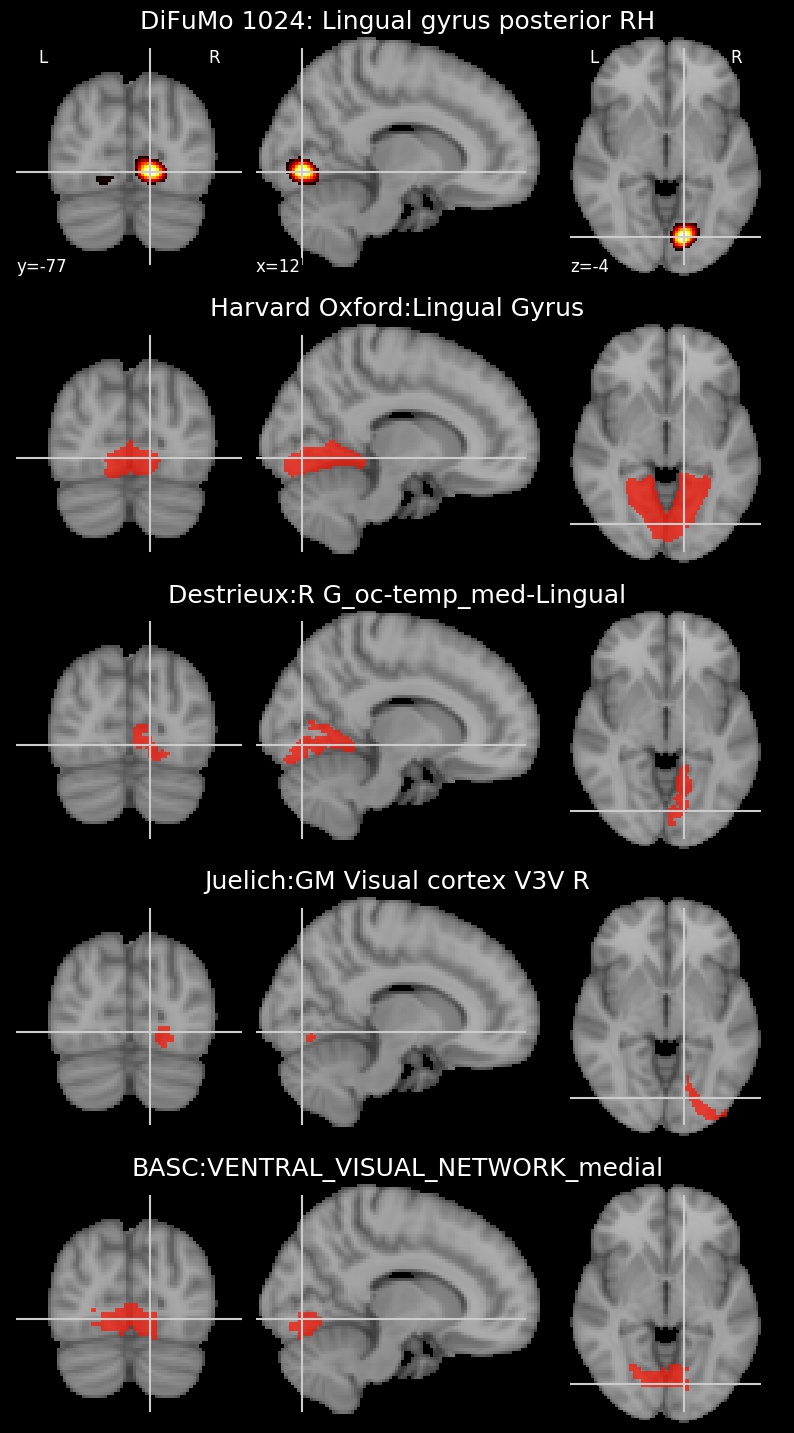 DiFuMo 1024: Lingual gyrus posterior RH
L R L R
y=-77 x=12 z=-4
Harvard Oxford:Lingual Gyrus
Destrieux:R G_oc-temp_med-Lingual
Juelich:GM Visual cortex V3V R
BASC:VENTRAL_VISUAL_NETWORK_medial